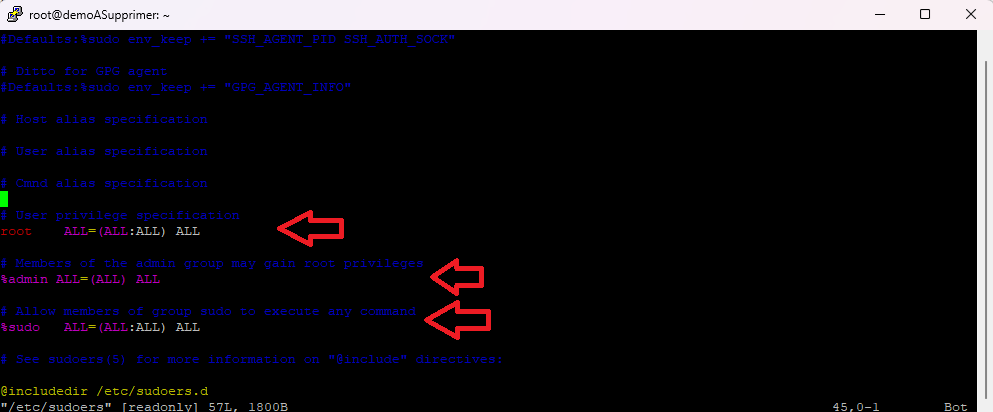 root@demoASupprimer: ~
#Defaults:%sudo env_keep += "SSH_AGENT_PID SSH_AUTH_SOCK"
# Ditto for GPG agent
#Defaults:%sudo env_keep += "GPG_AGENT_INFO"
# Host alias specification
# User alias specification
# Cmnd alias specification
# User privilege specification
root    ALL=(ALL:ALL) ALL
# Members of the admin group may gain root privileges
%admin ALL=(ALL) ALL
# Allow members of group sudo to execute any command
%sudo   ALL=(ALL:ALL) ALL
# See sudoers(5) for more information on "@include" directives:
@includedir /etc/sudoers.d
"/etc/sudoers" [readonly] 57L, 1800B    45,0-1    Bot